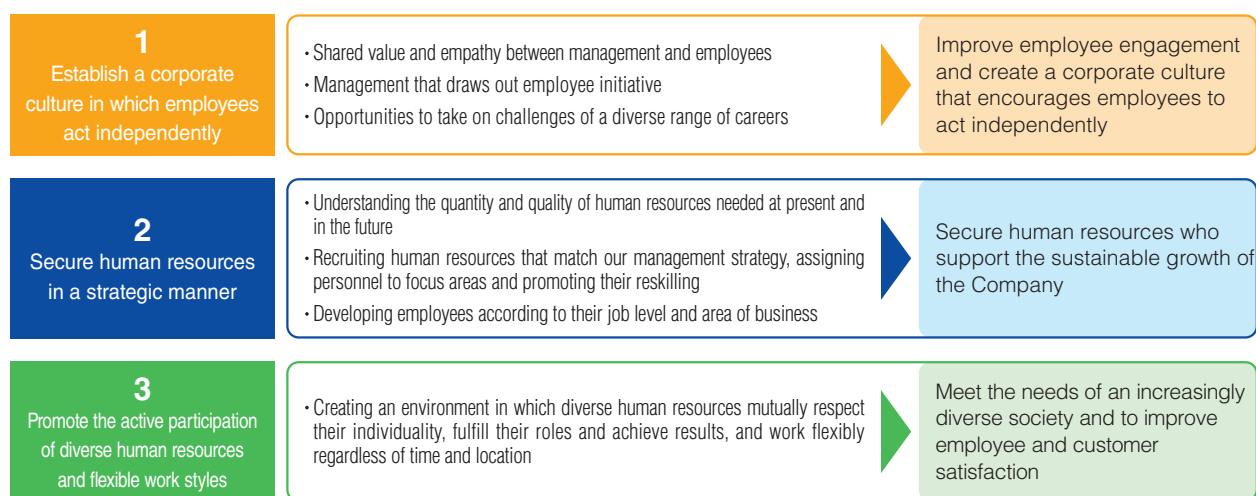 1
Establish a corporate
culture in which employees
act independently
・Shared value and empathy between management and employees
・Management that draws out employee initiative
・Opportunities to take on challenges of a diverse range of careers
Improve employee engagement
and create a corporate culture
that encourages employees to
act independently
2
Secure human resources
in a strategic manner
・Understanding the quantity and quality of human resources needed at present and
in the future
・Recruiting human resources that match our management strategy, assigning
personnel to focus areas and promoting their reskilling
・Developing employees according to their job level and area of business
Secure human resources who
support the sustainable growth of
the Company
3
Promote the active participation
of diverse human resources
and flexible work styles
・Creating an environment in which diverse human resources mutually respect
their individuality, fulfill their roles and achieve results, and work flexibly
regardless of time and location
Meet the needs of an increasingly
diverse society and to improve
employee and customer
satisfaction